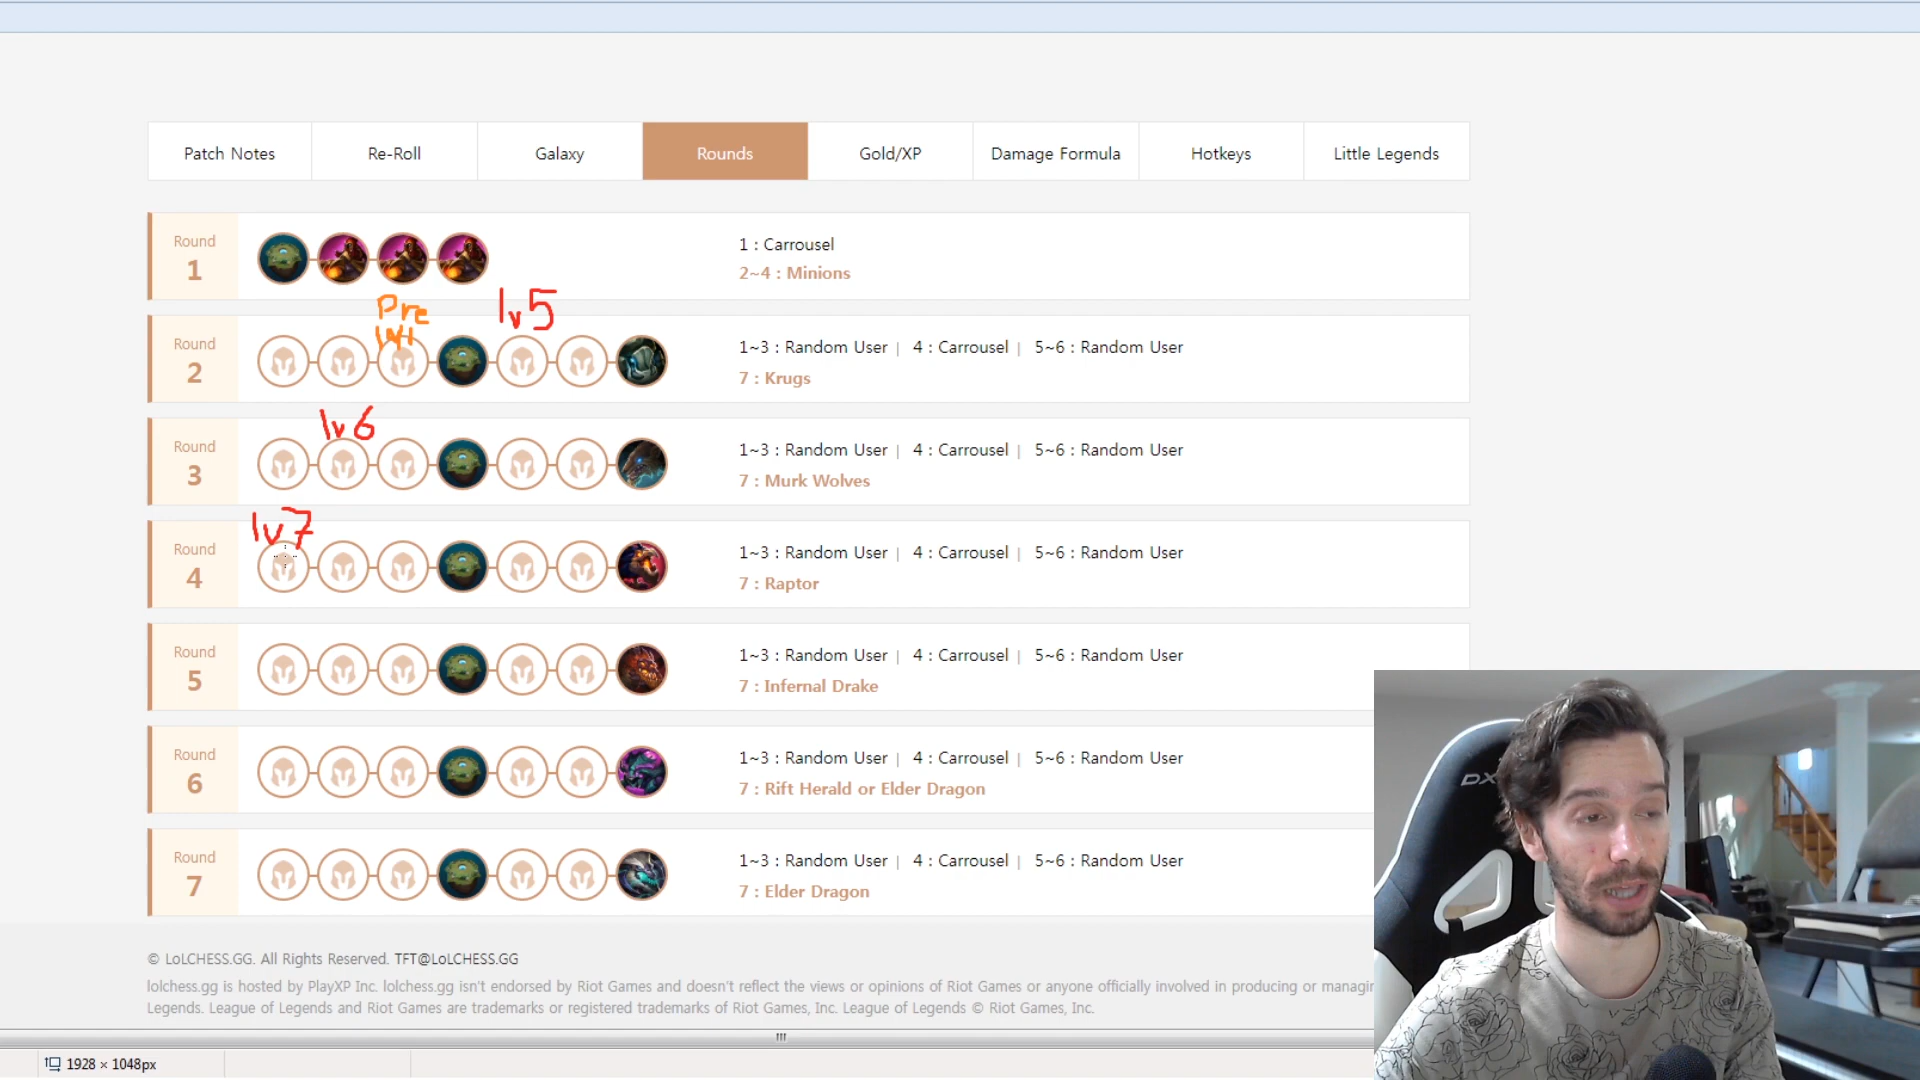 Patch Notes
Re-Roll
Galaxy
Rounds
Gold/XP
Damage Formula
Hotkeys
Little Legends
Round
1
1 : Carrousel
2~4 : Minions
Pre
lvl
lv5
Round
2
1~3 : Random User | 4 : Carrousel | 5~6 : Random User
7 : Krugs
lv6
Round
3
1~3 : Random User | 4 : Carrousel | 5~6 : Random User
7 : Murk Wolves
lv7
Round
4
1~3 : Random User | 4 : Carrousel | 5~6 : Random User
7 : Raptor
Round
5
1~3 : Random User | 4 : Carrousel | 5~6 : Random User
7 : Infernal Drake
Round
6
1~3 : Random User | 4 : Carrousel | 5~6 : Random User
7 : Rift Herald or Elder Dragon
Round
7
1~3 : Random User | 4 : Carrousel | 5~6 : Random User
7 : Elder Dragon
© LoLCHESS.GG. All Rights Reserved. TFT@LoLCHESS.GG
lolchess.gg is hosted by PlayXP Inc. lolchess.gg isn't endorsed by Riot Games and doesn't reflect the views or opinions of Riot Games or anyone officially involved in producing or managin
Legends. League of Legends and Riot Games are trademarks or registered trademarks of Riot Games, Inc. League of Legends © Riot Games, Inc.
1928 × 1048px
DX